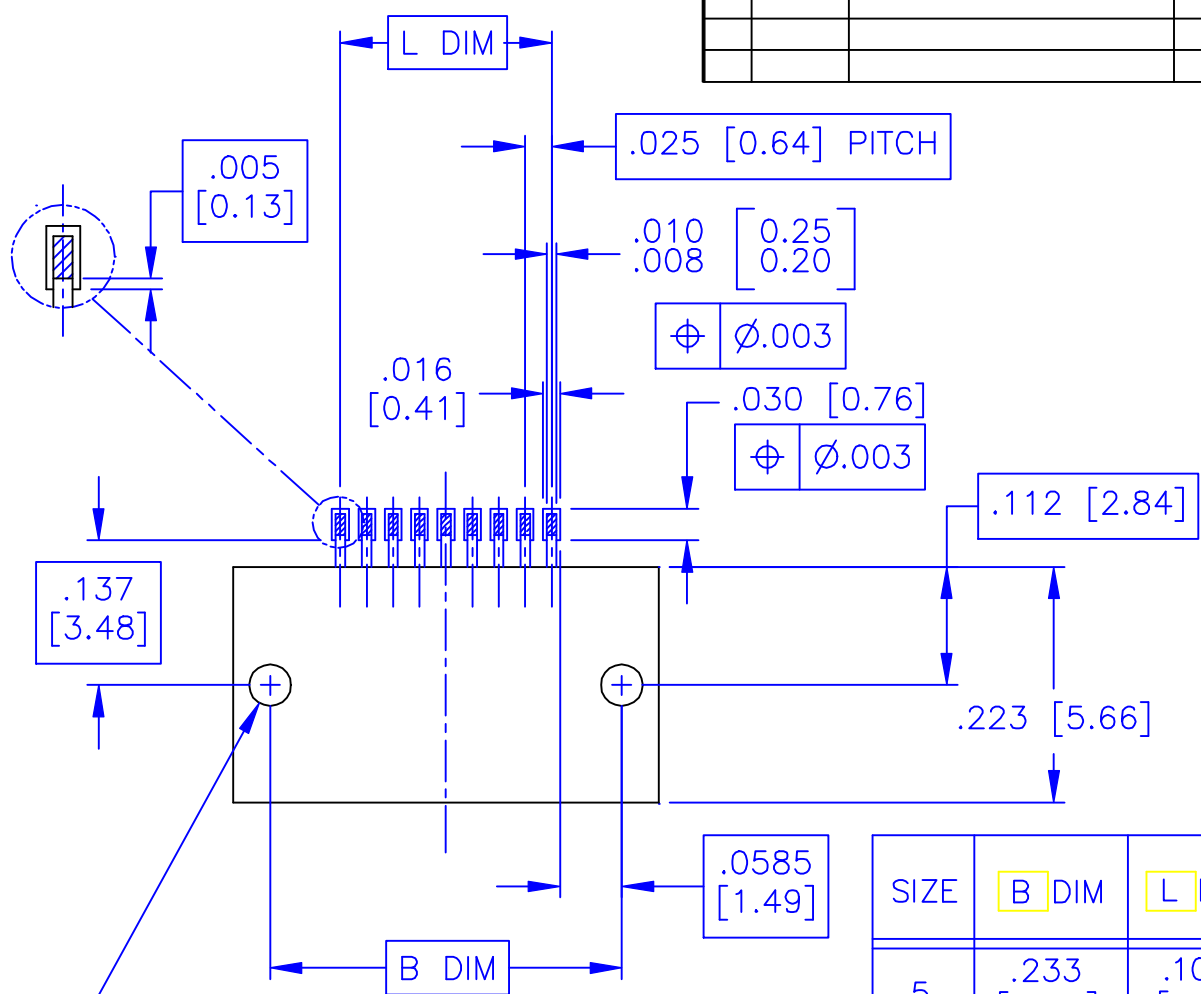 L DIM
.025 [0.64] PITCH
.005
[0.13]
.010 [0.25
.008 0.20]
⌖ Ø.003
.016
[0.41]
.030 [0.76]
⌖ Ø.003
.112 [2.84]
.137
[3.48]
.223 [5.66]
.0585
[1.49]
B DIM
SIZE B DIM L
5 .233 .10